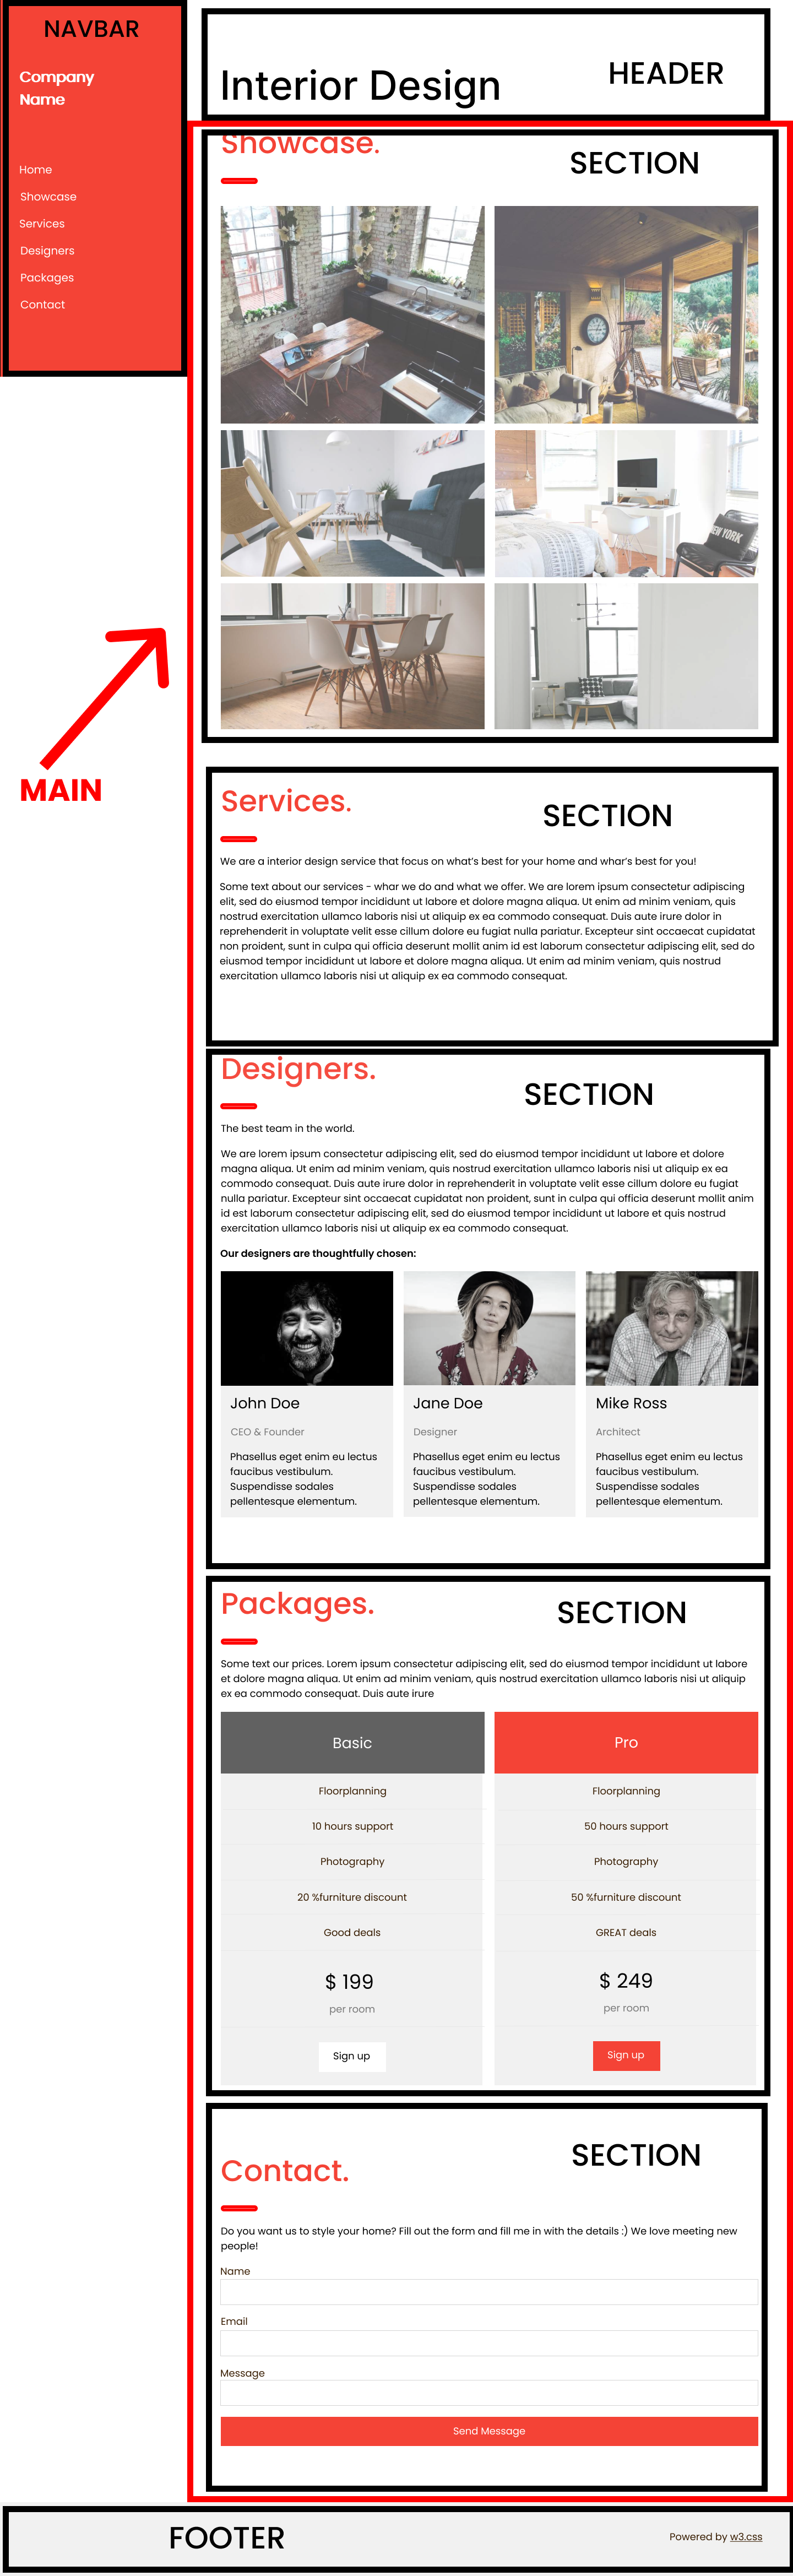 NAVBAR
Company
Name
Home
Showcase
Services
Designers
Packages
Contact
Interior Design
HEADER
Showcase.
SECTION
NEW YORK
MAIN
Services.
SECTION
We are a interior design service that focus on what's best for your home and whar's best for you!
Some text about our services - whar we do and what we offer. We are lorem ipsum consectetur adipiscing
elit, sed do eiusmod tempor incididunt ut labore et dolore magna aliqua. Ut enim ad minim veniam, quis
nostrud exercitation ullamco laboris nisi ut aliquip ex ea commodo consequat. Duis aute irure dolor in
reprehenderit in voluptate velit esse cillum dolore eu fugiat nulla pariatur. Excepteur sint occaecat cupidatat
non proident, sunt in culpa qui officia deserunt mollit anim id est laborum consectetur adipiscing elit, sed do
eiusmod tempor incididunt ut labore et dolore magna aliqua. Ut enim ad minim veniam, quis nostrud
exercitation ullamco laboris nisi ut aliquip ex ea commodo consequat.
Designers.
SECTION
The best team in the world.
We are lorem ipsum consectetur adipiscing elit, sed do eiusmod tempor incididunt ut labore et dolore
magna aliqua. Ut enim ad minim veniam, quis nostrud exercitation ullamco laboris nisi ut aliquip ex ea
commodo consequat. Duis aute irure dolor in reprehenderit in voluptate velit esse cillum dolore eu fugiat
nulla pariatur. Excepteur sint occaecat cupidatat non proident, sunt in culpa qui officia deserunt mollit anim
id est laborum consectetur adipiscing elit, sed do eiusmod tempor incididunt ut labore et quis nostrud
exercitation ullamco laboris nisi ut aliquip ex ea commodo consequat.
Our designers are thoughtfully chosen:
John Doe
CEO & Founder
Phasellus eget enim eu lectus
faucibus vestibulum.
Suspendisse sodales
pellentesque elementum.
Jane Doe
Designer
Phasellus eget enim eu lectus
faucibus vestibulum.
Suspendisse sodales
pellentesque elementum.
Mike Ross
Architect
Phasellus eget enim eu lectus
faucibus vestibulum.
Suspendisse sodales
pellentesque elementum.
Packages.
SECTION
Some text our prices. Lorem ipsum consectetur adipiscing elit, sed do eiusmod tempor incididunt ut labore
et dolore magna aliqua. Ut enim ad minim veniam, quis nostrud exercitation ullamco laboris nisi ut aliquip
ex ea commodo consequat. Duis aute irure
Basic
Floorplanning
10 hours support
Photography
20 %furniture discount
Good deals
$ 199
per room
Sign up
Pro
Floorplanning
50 hours support
Photography
50 %furniture discount
GREAT deals
$ 249
per room
Sign up
SECTION
Contact.
Do you want us to style your home? Fill out the form and fill me in with the details :) We love meeting new
people!
Name
Email
Message
Send Message
FOOTER
Powered by w3.css